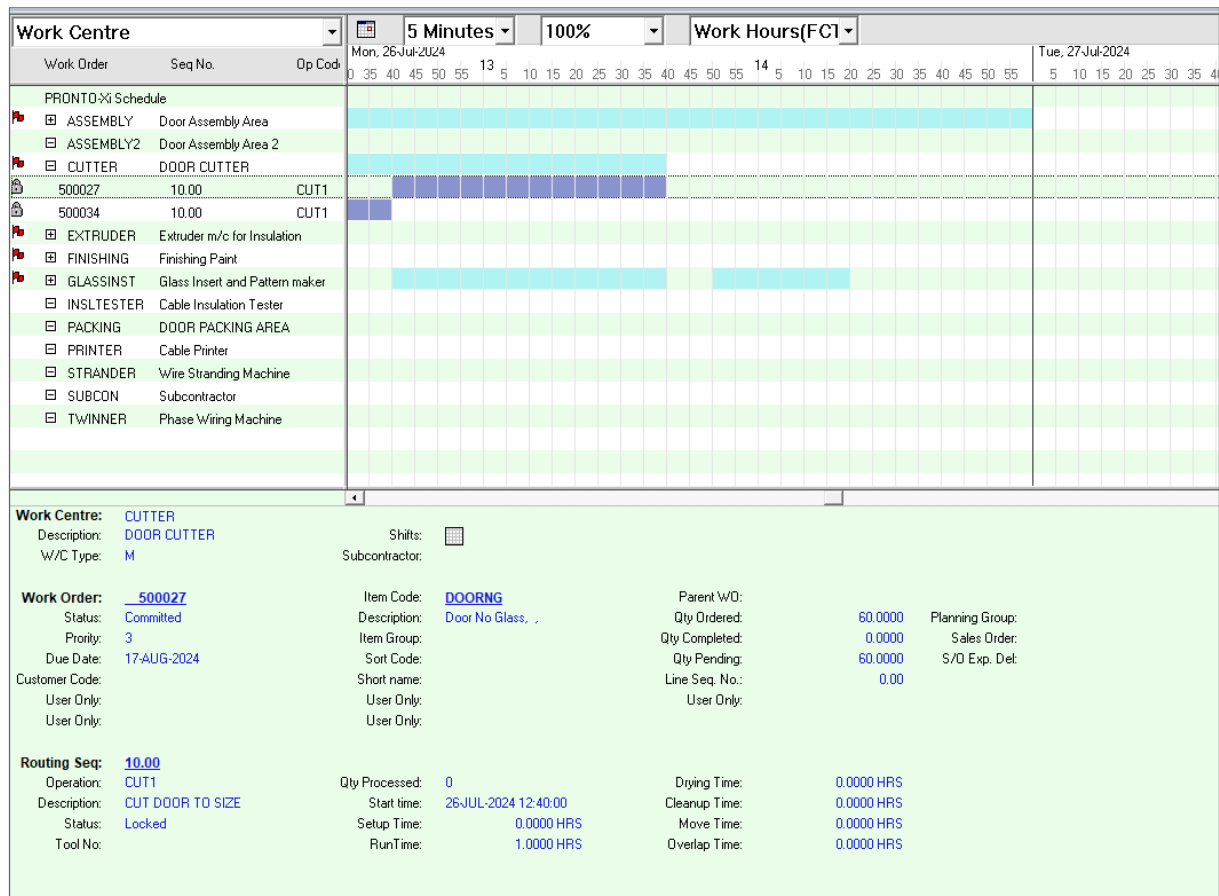 Work Centre 5 Minutes 100% Work Hours(FCT
Mon, 26-Jul-2024 Tue, 27-Jul-2024
Work Order Seq No. Op Cod
13 14
0 35 40 45 50 55 5 10 15 20 25 30 35 40 45 50 55 5 10 15 20 25 30 35 40 45 50 55 5 10 15 20 25 30 35 40
PRONTO-Xi Schedule
ASSEMBLY Door Assembly Area
ASSEMBLY2 Door Assembly Area 2
CUTTER DOOR CUTTER
500027 10.00 CUT1
500034 10.00 CUT1
EXTRUDER Extruder m/c for Insulation
FINISHING Finishing Paint
GLASSINST Glass Insert and Pattern maker
INSLTESTER Cable Insulation Tester
PACKING DOOR PACKING AREA
PRINTER Cable Printer
STRANDER Wire Stranding Machine
SUBCON Subcontractor
TWINNER Phase Wiring Machine
Work Centre: CUTTER
Description: DOOR CUTTER Shifts:
W/C Type: M Subcontractor:
Work Order: 500027 Item Code: DOORNG Parent WO:
Status: Committed Description: Door No Glass, , Qty Ordered: 60.0000 Planning Group:
Prority: 3 Item Group: Qty Completed: 0.0000 Sales Order:
Due Date: 17-AUG-2024 Sort Code: Qty Pending: 60.0000 S/O Exp. Del:
Customer Code: Short name: Line Seq. No.: 0.00
User Only: User Only: User Only:
User Only: User Only:
Routing Seq: 10.00
Operation: CUT1 Qty Processed: 0 Drying Time: 0.0000 HRS
Description: CUT DOOR TO SIZE Start time: 26-JUL-2024 12:40:00 Cleanup Time: 0.0000 HRS
Status: Locked Setup Time: 0.0000 HRS Move Time: 0.0000 HRS
Tool No: RunTime: 1.0000 HRS Overlap Time: 0.0000 HRS